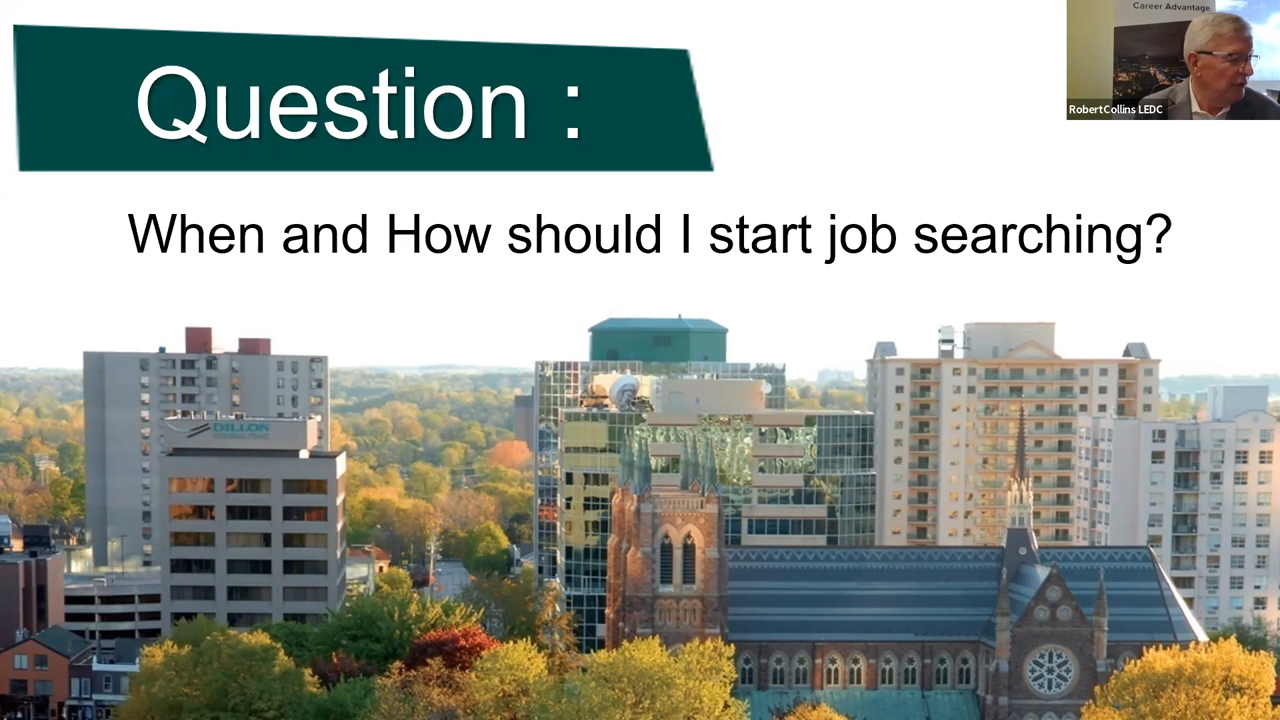 Career Advantage
Question :
RobertCollins LEDC
When and How should I start job searching?
DILLON